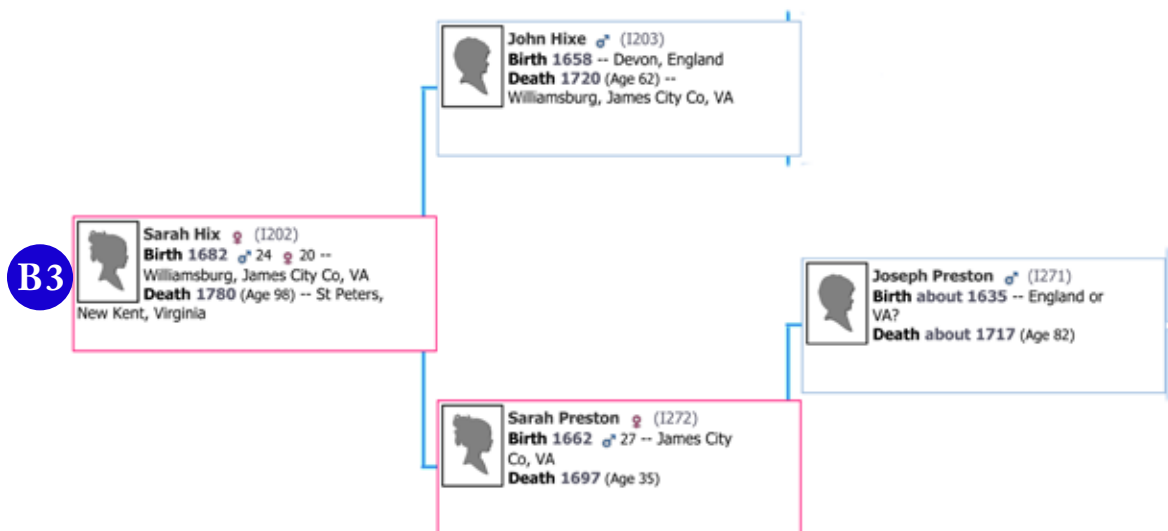 John Hixe ♂ (I203)
Birth 1658 -- Devon, England
Death 1720 (Age 62) --
Williamsburg, James City Co, VA
B3
Sarah Hix ♀ (I202)
Birth 1682 ♂ 24 ♀ 20 --
Williamsburg, James City Co, VA
Death 1780 (Age 98) -- St Peters,
New Kent, Virginia
Joseph Preston ♂ (I271)
Birth about 1635 -- England or
VA?
Death about 1717 (Age 82)
Sarah Preston ♀ (I272)
Birth 1662 ♂ 27 -- James City
Co, VA
Death 1697 (Age 35)